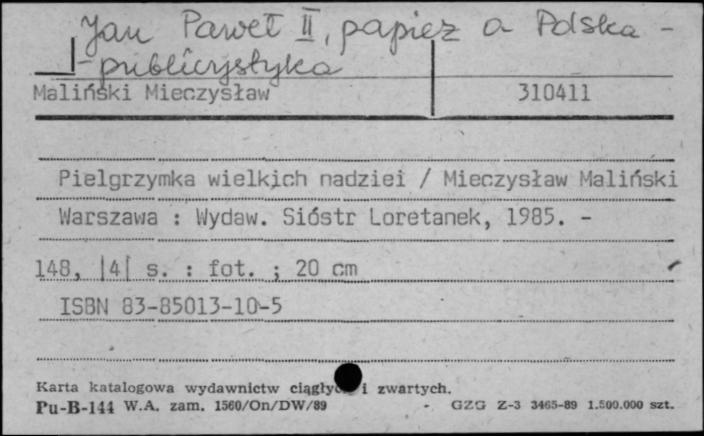 Jan Paweł II, papież a Polska -
- publicystyka
Maliński Mieczysław 310411
Pielgrzymka wielkich nadziei / Mieczysław Maliński
Warszawa : Wydaw. Sióstr Loretanek, 1985. -
148, |4| s. : fot. ; 20 cm
ISBN 83-85013-10-5
Karta katalogowa wydawnictw ciągłych i zwartych.
Pu-B-144 W.A. zam. 1560/On/DW/89 - GZG Z-3 3465-89 1.500.000 szt.